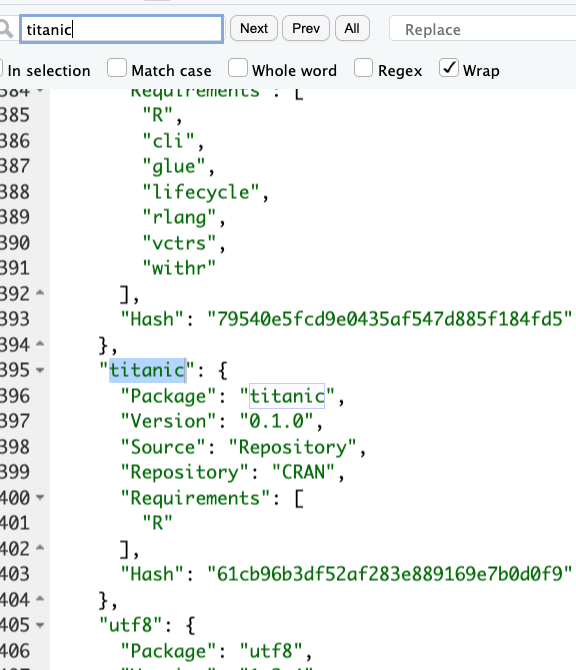 titanic
Next
Prev
All
Replace
In selection
Match case
Whole word
Regex
Wrap
384 "Requirements": [
385 "R",
386 "cli",
387 "glue",
388 "lifecycle",
389 "rlang",
390 "vctrs",
391 "withr"
392 ],
393 "Hash": "79540e5fcd9e0435af547d885f184fd5"
394 },
395 "titanic": {
396 "Package": "titanic",
397 "Version": "0.1.0",
398 "Source": "Repository",
399 "Repository": "CRAN",
400 "Requirements": [
401 "R"
402 ],
403 "Hash": "61cb96b3df52af283e889169e7b0d0f9"
404 },
405 "utf8": {
406 "Package": "utf8",